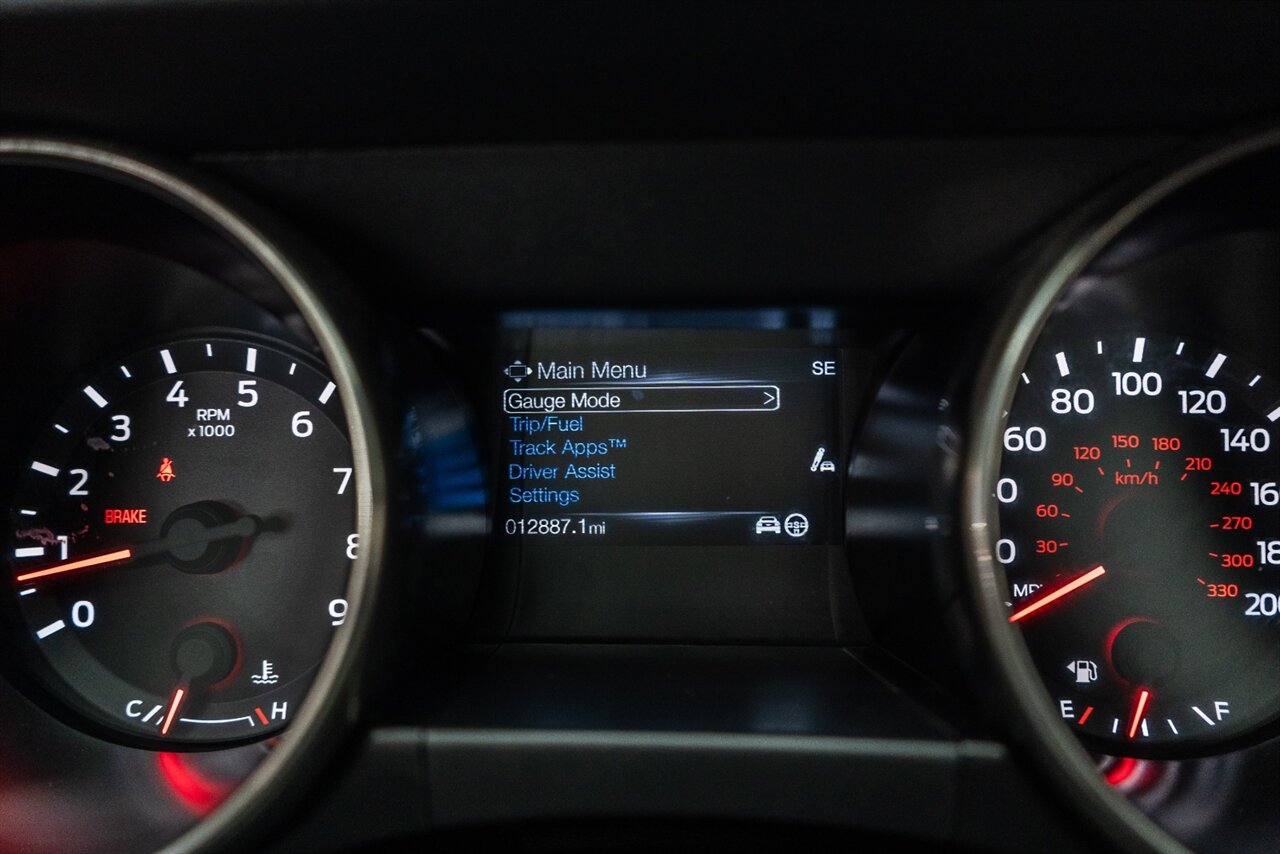 0
1
2
3
4
5
6
7
8
9
RPM
x1000
BRAKE
C
H
Main Menu
SE
Gauge Mode >
Trip/Fuel
Track Apps™
Driver Assist
Settings
012887.1mi
60
80
100
120
140
30
60
90
120
150
180
210
240
270
300
330
km/h
200
E
F